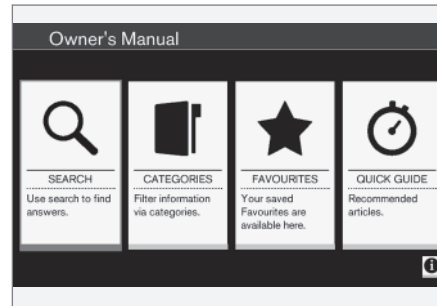 Owner's Manual
SEARCH
Use search to find
answers.
CATEGORIES
Filter information
via categories.
FAVOURITES
Your saved
Favourites are
available here.
QUICK GUIDE
Recommended
articles.
i